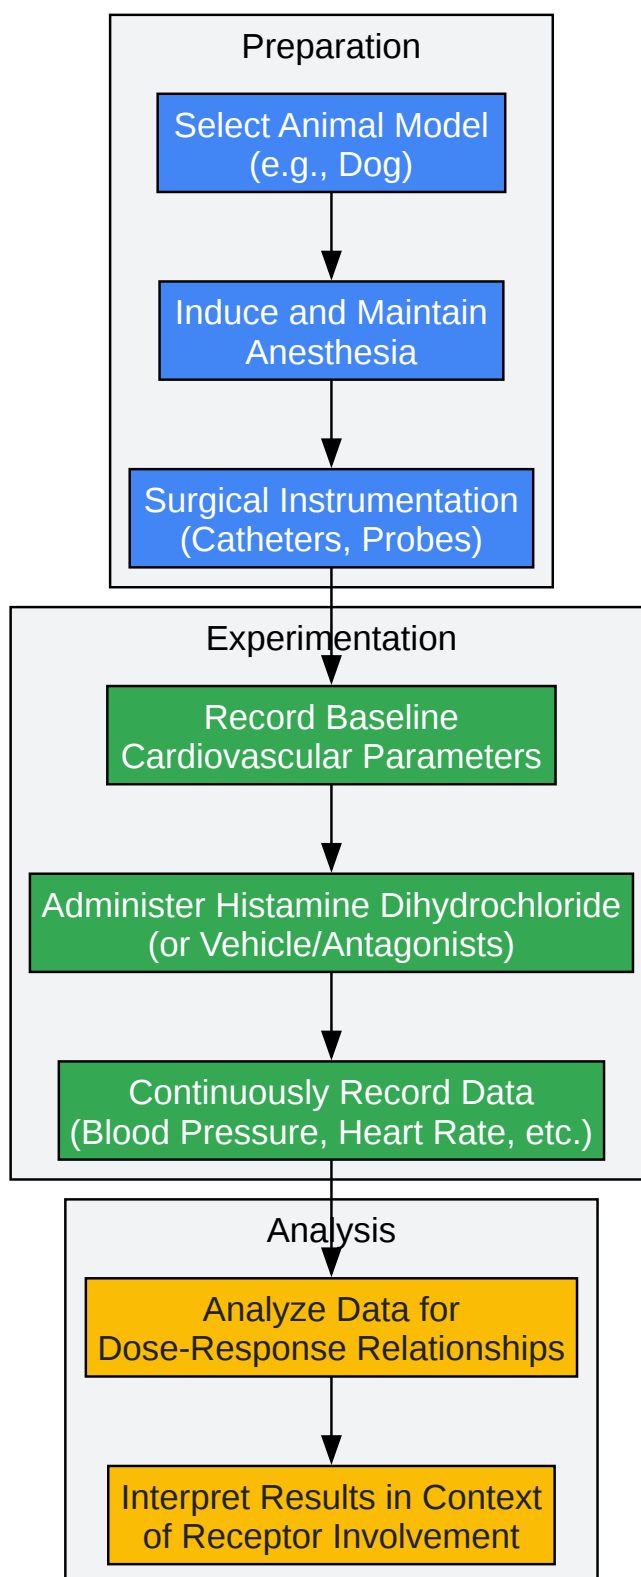 Preparation
Select Animal Model
(e.g., Dog)
Induce and Maintain
Anesthesia
Surgical Instrumentation
(Catheters, Probes)
Experimentation
Record Baseline
Cardiovascular Parameters
Administer Histamine Dihydrochloride
(or Vehicle/Antagonists)
Continuously Record Data
(Blood Pressure, Heart Rate, etc.)
Analysis
Analyze Data for
Dose-Response Relationships
Interpret Results in Context
of Receptor Involvement